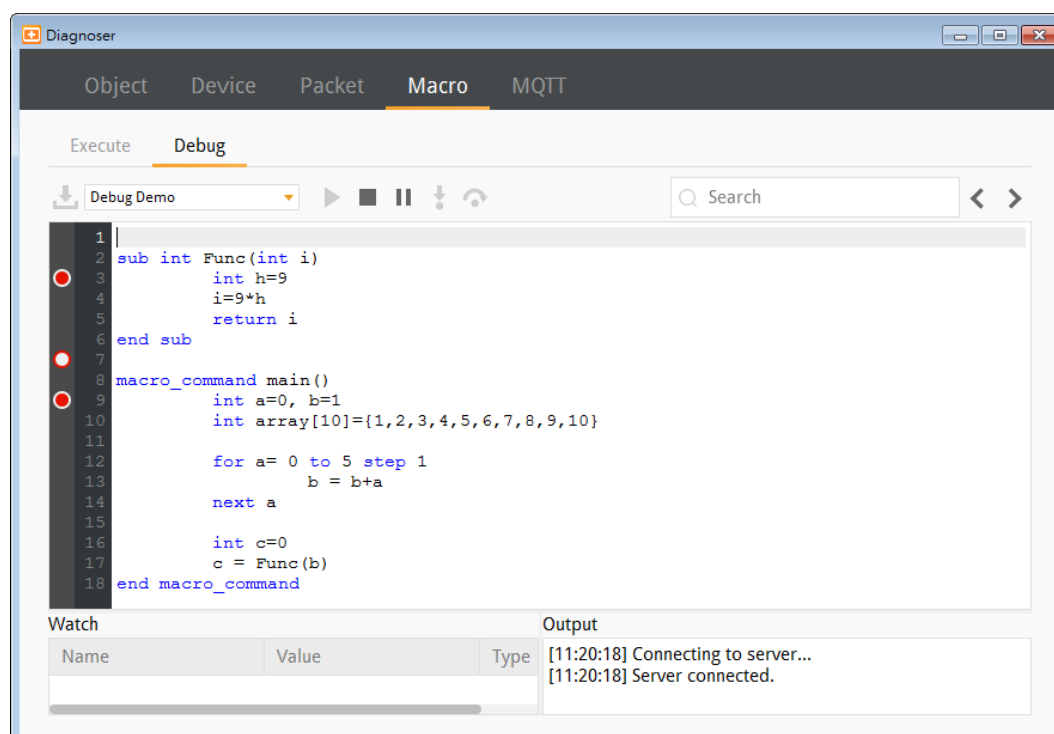 Diagnoser
Object Device Packet Macro MQTT
Execute Debug
Debug Demo Search
1
2 sub int Func(int i)
3 int h=9
4 i=9*h
5 return i
6 end sub
7
8 macro_command main()
9 int a=0, b=1
10 int array[10]={1,2,3,4,5,6,7,8,9,10}
11
12 for a= 0 to 5 step 1
13 b = b+a
14 next a
15
16 int c=0
17 c = Func(b)
18 end macro_command
Watch
Name Value Type
Output
[11:20:18] Connecting to server...
[11:20:18] Server connected.